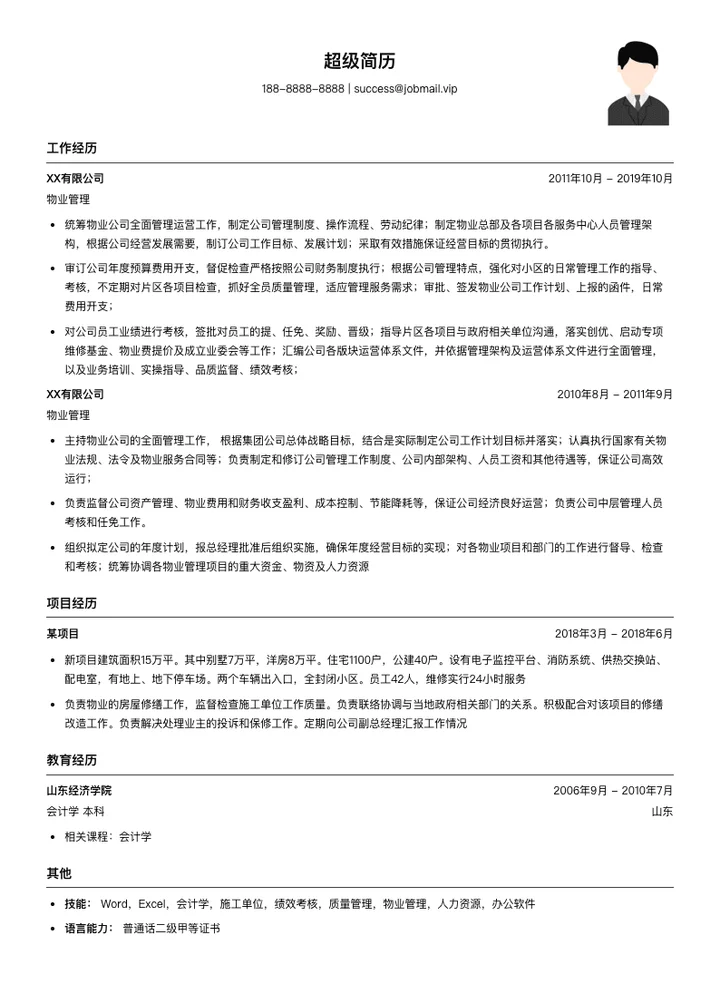 超级简历
188-8888-8888 | success@jobmail.vip
工作经历
XX有限公司 2011年10月 – 2019年10月
物业管理
• 统筹物业公司全面管理运营工作，制定公司管理制度、操作流程、劳动纪律；制定物业总部及各项目各服务中心人员管理架
构，根据公司经营发展需要，制订公司工作目标、发展计划；采取有效措施保证经营目标的贯彻执行。
• 审订公司年度预算费用开支，督促检查严格按照公司财务制度执行；根据公司管理特点，强化对小区的日常管理工作的指导、
考核，不定期对片区各项目检查，抓好全员质量管理，适应管理服务需求；审批、签发物业公司工作计划、上报的函件，日常
费用开支；
• 对公司员工业绩进行考核，签批对员工的提、任免、奖励、晋级；指导片区各项目与政府相关单位沟通，落实创优、启动专项
维修基金、物业费提价及成立业委会等工作；汇编公司各版块运营体系文件，并依据管理架构及运营体系文件进行全面管理，
以及业务培训、实操指导、品质监督、绩效考核；
XX有限公司 2010年8月 – 2011年9月
物业管理
• 主持物业公司的全面管理工作， 根据集团公司总体战略目标，结合是实际制定公司工作计划目标并落实；认真执行国家有关物
业法规、法令及物业服务合同等；负责制定和修订公司管理工作制度、公司内部架构、人员工资和其他待遇等，保证公司高效
运行；
• 负责监督公司资产管理、物业费用和财务收支盈利、成本控制、节能降耗等，保证公司经济良好运营；负责公司中层管理人员
考核和任免工作。
• 组织拟定公司的年度计划，报总经理批准后组织实施，确保年度经营目标的实现；对各物业项目和部门的工作进行督导、检查
和考核；统筹协调各物业管理项目的重大资金、物资及人力资源
项目经历
某项目 2018年3月 – 2018年6月
• 新项目建筑面积15万平。其中别墅7万平，洋房8万平。住宅1100户，公建40户。设有电子监控平台、消防系统、供热交换站、
配电室，有地上、地下停车场。两个车辆出入口，全封闭小区。员工42人，维修实行24小时服务
• 负责物业的房屋修缮工作，监督检查施工单位工作质量。负责联络协调与当地政府相关部门的关系。积极配合对该项目的修缮
改造工作。负责解决处理业主的投诉和保修工作。定期向公司副总经理汇报工作情况
教育经历
山东经济学院 2006年9月 – 2010年7月
会计学 本科 山东
• 相关课程：会计学
其他
• 技能： Word，Excel，会计学，施工单位，绩效考核，质量管理，物业管理，人力资源，办公软件
• 语言能力： 普通话二级甲等证书